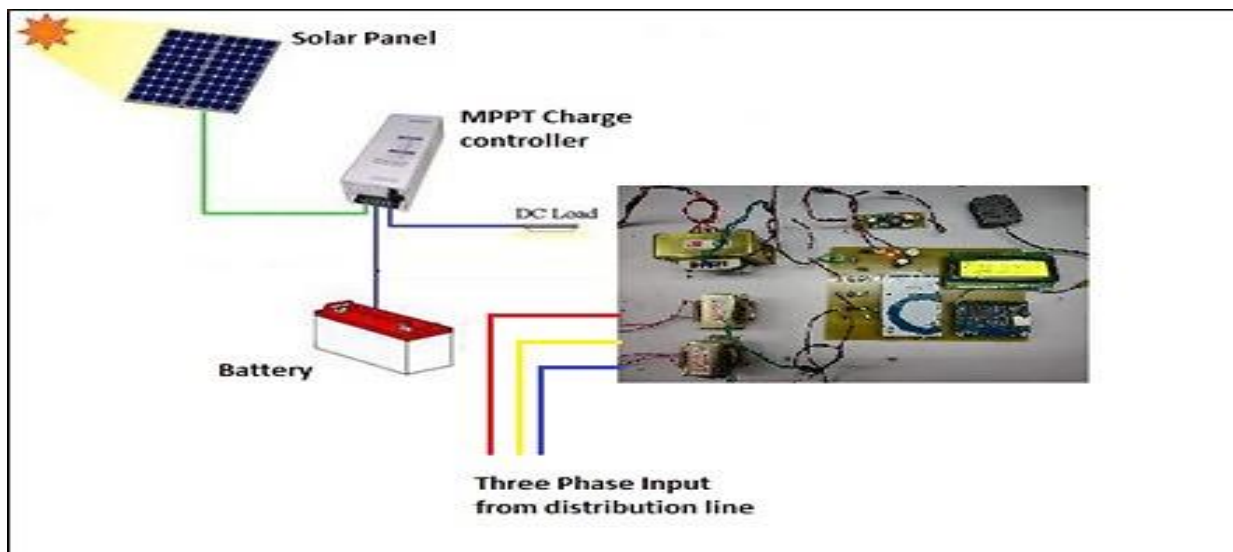 Solar Panel
MPPT Charge
controller
DC Load
Battery
Three Phase Input
from distribution line